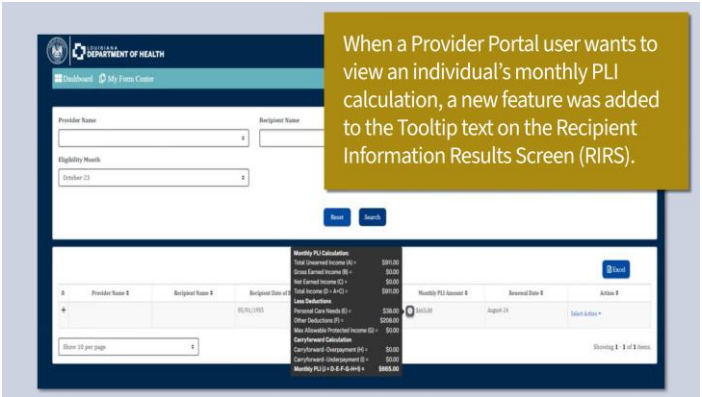 When a Provider Portal user wants to
view an individual's monthly PLI
calculation, a new feature was added
to the Tooltip text on the Recipient
Information Results Screen (RIRS).
LOUISIANA
DEPARTMENT OF HEALTH
Dashboard My Form Center
Provider Name Recipient Name
Eligibility Month
October-23
Reset Search
Excel
Monthly PLI Calculation:
Total Unearned Income (A) = $911.00
Gross Earned Income (B) = $0.00
Net Earned Income (C) = $0.00
Total Income (D = A+C) = $911.00
Less Deductions
Personal Care Needs (E) = $38.00
Other Deductions (F) = $208.00
Max Allowable Protected Income (G) = $0.00
Carryforward Calculation
Carryforward-Overpayment (H) = $0.00
Carryforward-Underpayment (I) = $0.00
Monthly PLI (J = D-E-F-G-H+I) = $665.00
# Provider Name Recipient Name Recipient Date of Monthly PLI Amount Renewal Date Action
01/01/1955 $665.00 August-24 Select Action
Show 10 per page Showing 1 - 1 of 1 items.